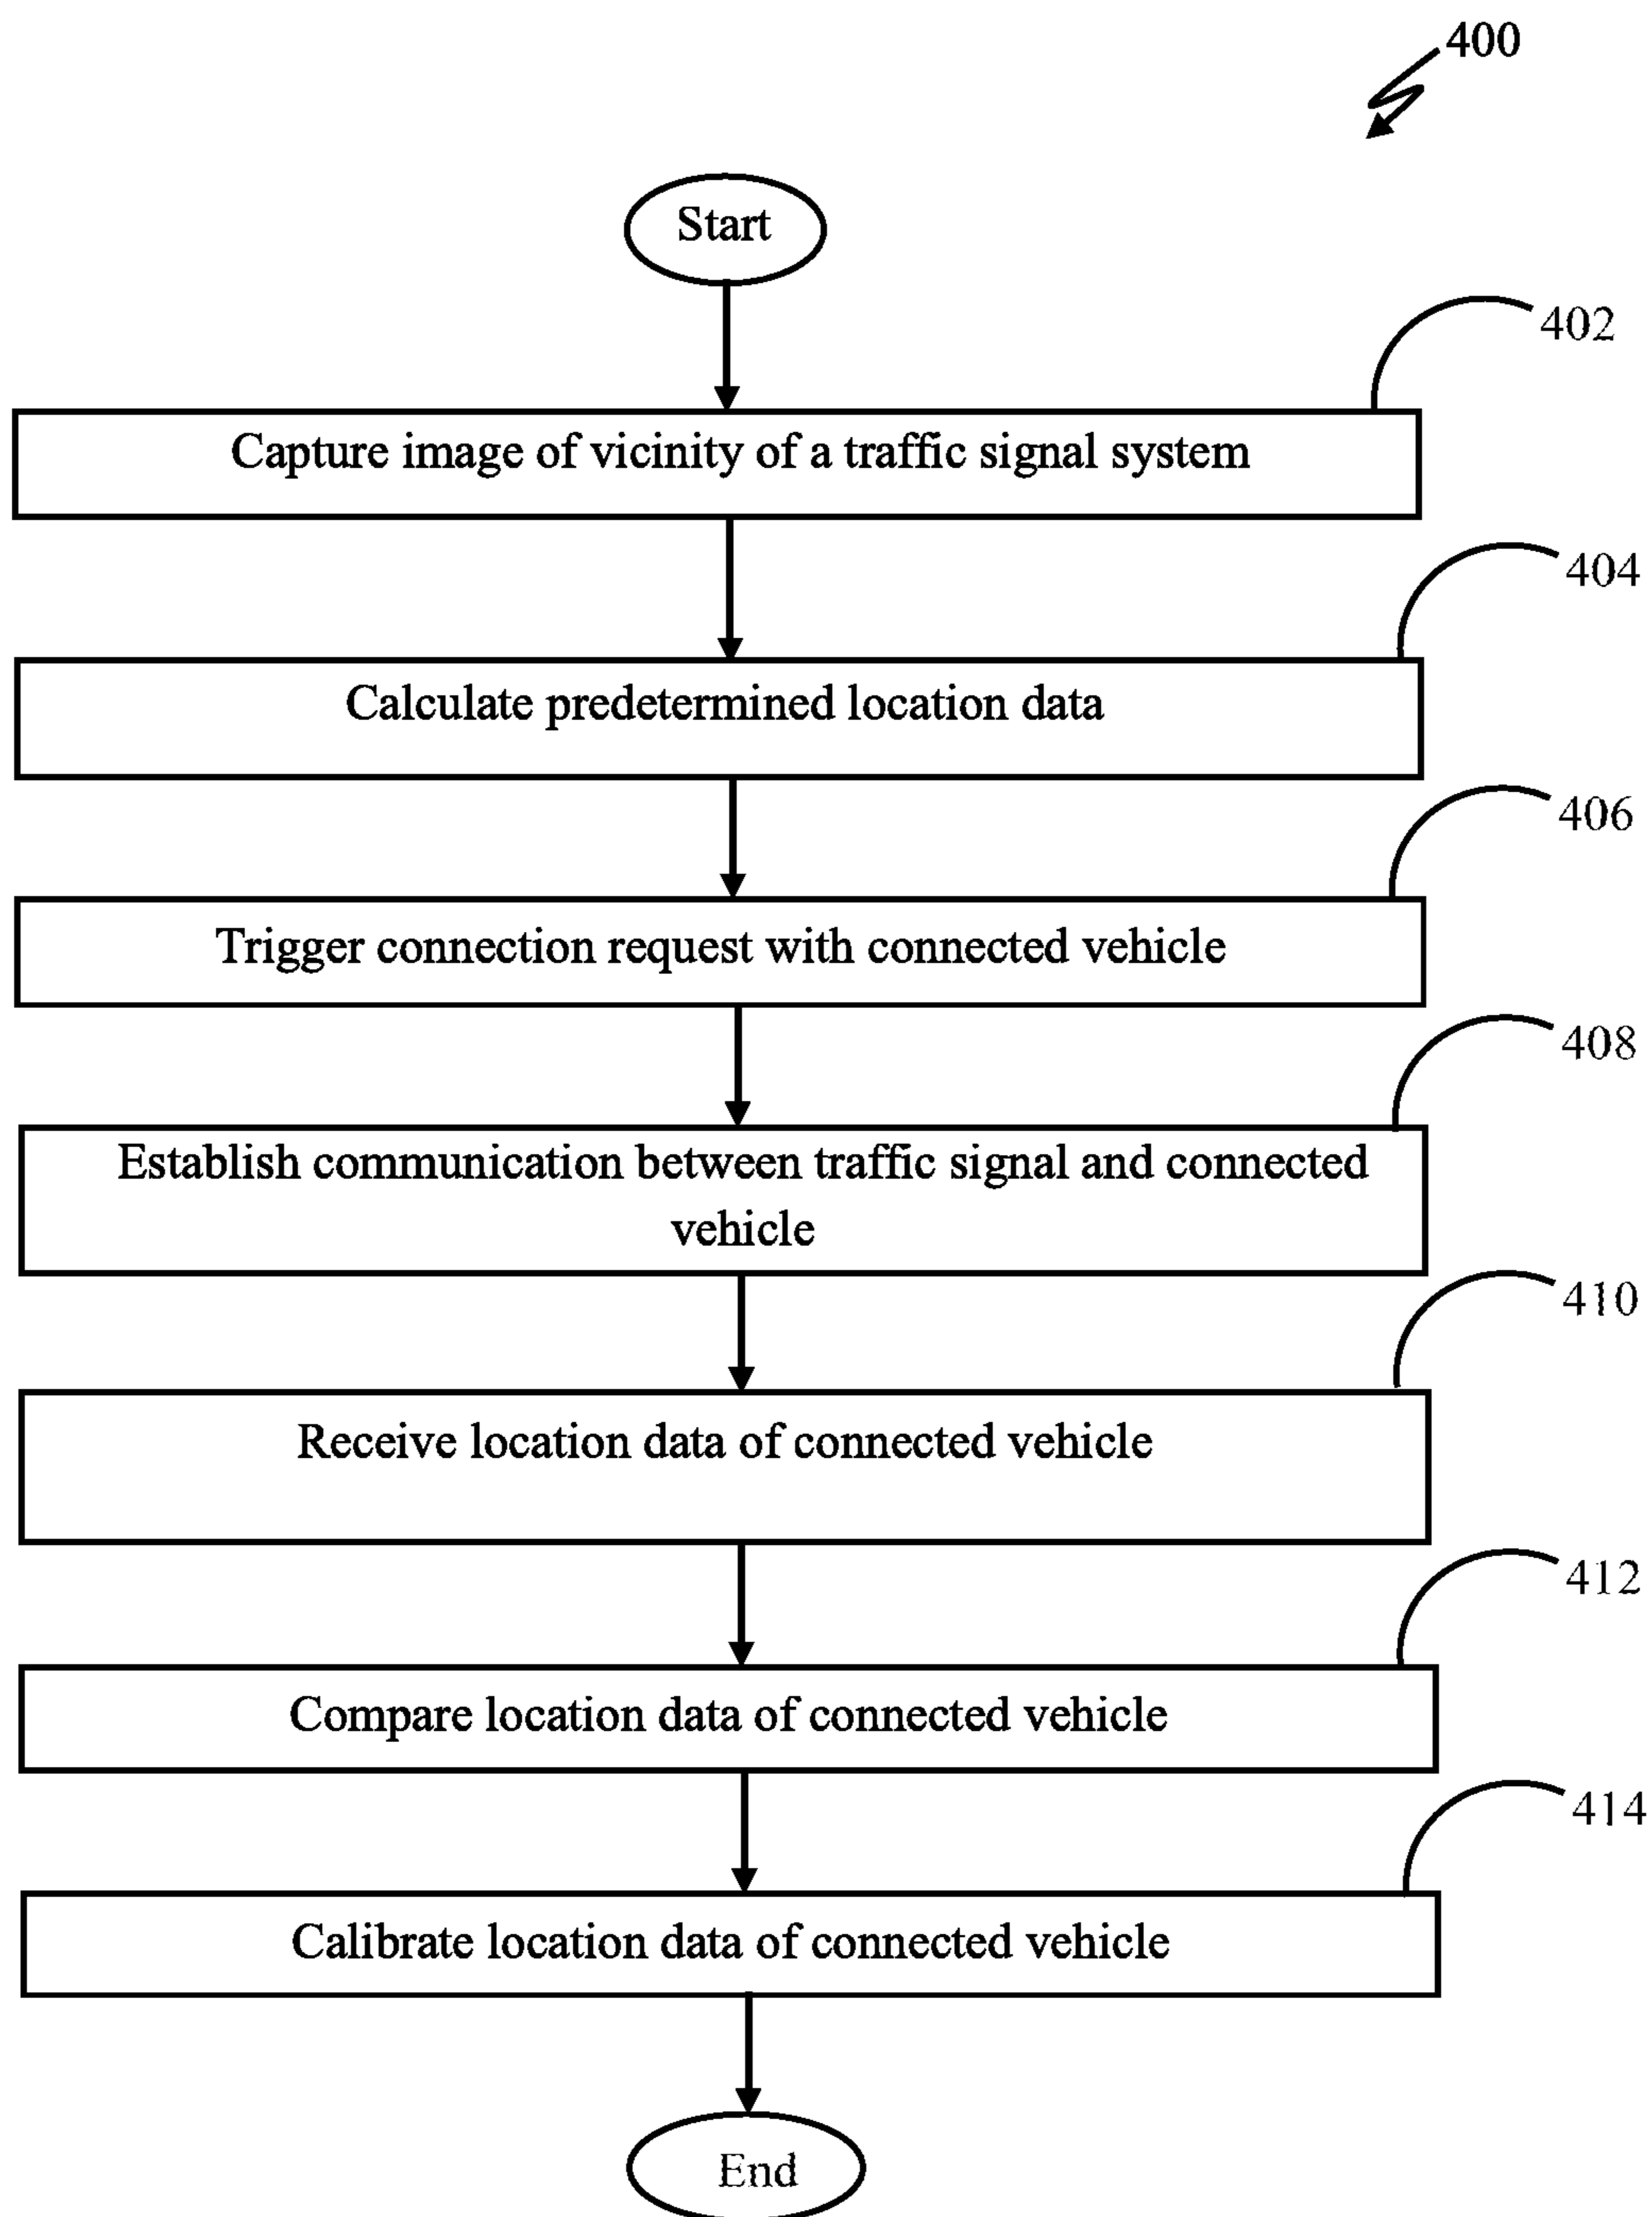 400
Start
402
Capture image of vicinity of a traffic signal system
404
Calculate predetermined location data
406
Trigger connection request with connected vehicle
408
Establish communication between traffic signal and connected
vehicle
410
Receive location data of connected vehicle
412
Compare location data of connected vehicle
414
Calibrate location data of connected vehicle
End